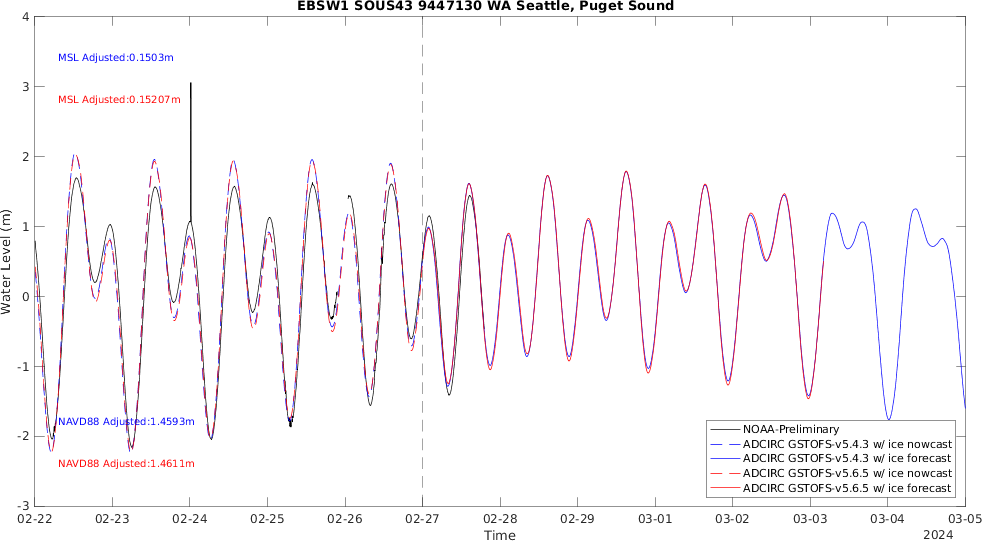 EBSW1 SOUS43 9447130 WA Seattle, Puget Sound
4
3
2
1
0
-1
-2
-3
Water Level (m)
MSL Adjusted:0.1503m
MSL Adjusted:0.15207m
NAVD88 Adjusted:1.4593m
NAVD88 Adjusted:1.4611m
NOAA-Preliminary
ADCIRC GSTOFS-v5.4.3 w/ ice nowcast
ADCIRC GSTOFS-v5.4.3 w/ ice forecast
ADCIRC GSTOFS-v5.6.5 w/ ice nowcast
ADCIRC GSTOFS-v5.6.5 w/ ice forecast
02-22 02-23 02-24 02-25 02-26 02-27 02-28 02-29 03-01 03-02 03-03 03-04 03-05
Time
2024